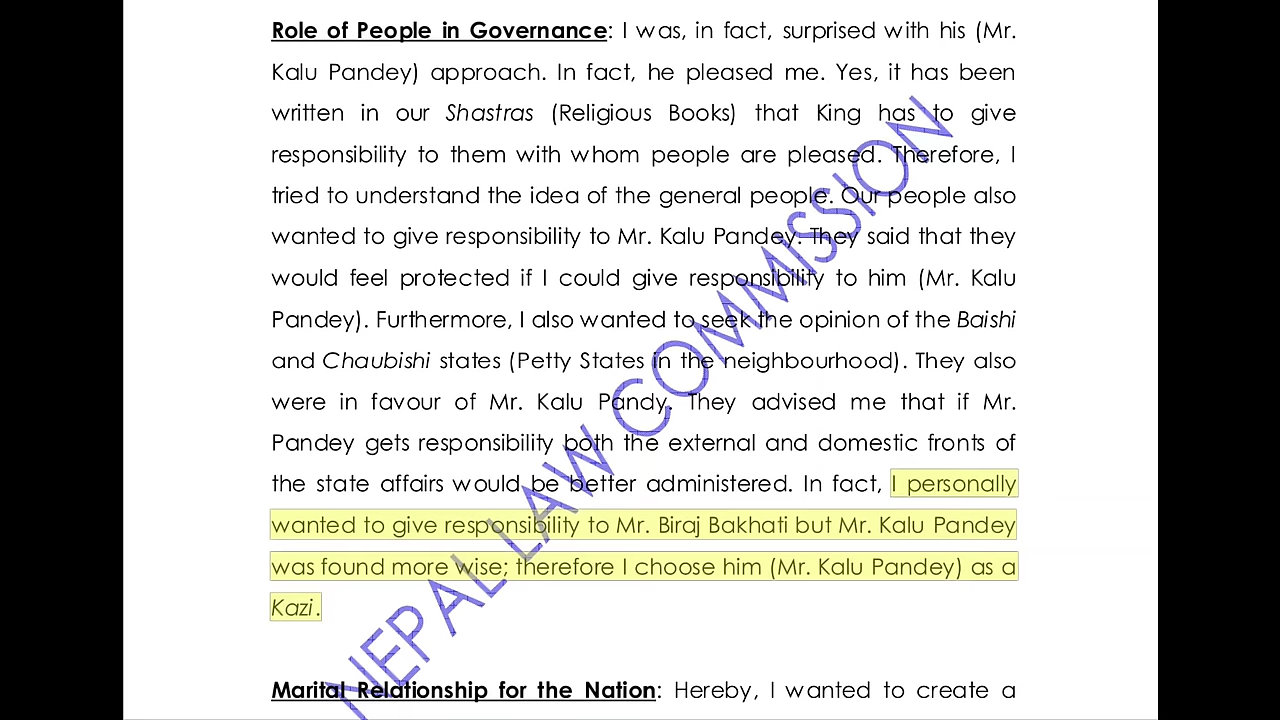 Role of People in Governance: I was, in fact, surprised with his (Mr.
Kalu Pandey) approach. In fact, he pleased me. Yes, it has been
written in our Shastras (Religious Books) that King has to give
responsibility to them with whom people are pleased. Therefore, I
tried to understand the idea of the general people. Our people also
wanted to give responsibility to Mr. Kalu Pandey. They said that they
would feel protected if I could give responsibility to him (Mr. Kalu
Pandey). Furthermore, I also wanted to seek the opinion of the Baishi
and Chaubishi states (Petty States in the neighbourhood). They also
were in favour of Mr. Kalu Pandy. They advised me that if Mr.
Pandey gets responsibility both the external and domestic fronts of
the state affairs would be better administered. In fact, I personally
wanted to give responsibility to Mr. Biraj Bakhati but Mr. Kalu Pandey
was found more wise; therefore I choose him (Mr. Kalu Pandey) as a
Kazi.
Marital Relationship for the Nation: Hereby, I wanted to create a
NEPAL LAW COMMISSION